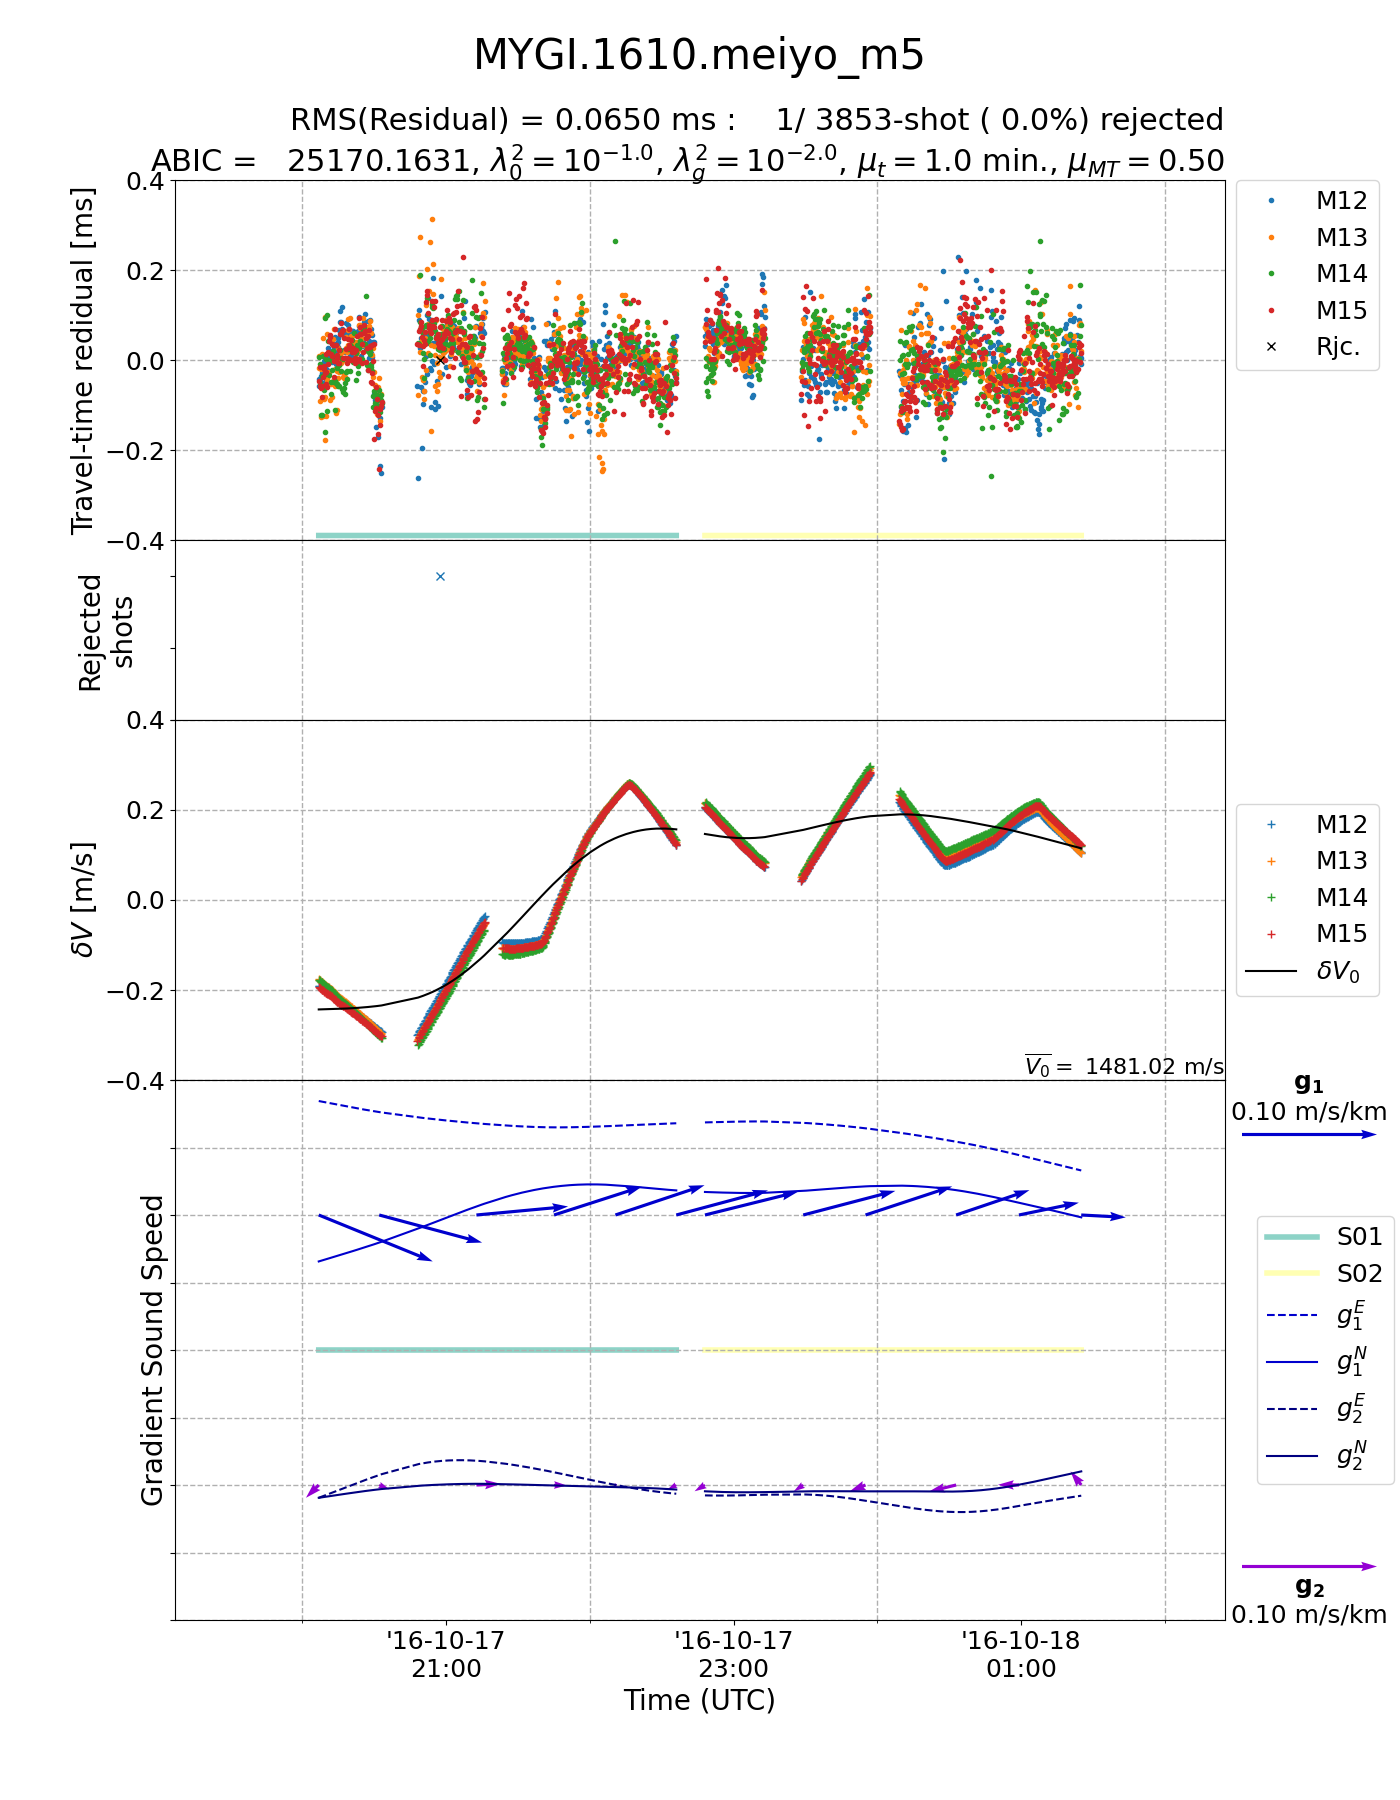 MYGI.1610.meiyo_m5
RMS(Residual) = 0.0650 ms :    1/ 3853-shot ( 0.0%) rejected
ABIC =   25170.1631, λ₀² = 10⁻¹·⁰, λ_g² = 10⁻²·⁰, μ_t = 1.0 min., μ_MT = 0.50
Travel-time redidual [ms]
0.4
0.2
0.0
−0.2
−0.4
M12
M13
M14
M15
Rjc.
Rejected
shots
δV [m/s]
0.4
0.2
0.0
−0.2
−0.4
V̅₀ = 1481.02 m/s
M12
M13
M14
M15
δV₀
Gradient Sound Speed
g₁
0.10 m/s/km
S01
S02
g₁ᴱ
g₁ᴺ
g₂ᴱ
g₂ᴺ
g₂
0.10 m/s/km
'16-10-17
21:00
'16-10-17
23:00
'16-10-18
01:00
Time (UTC)